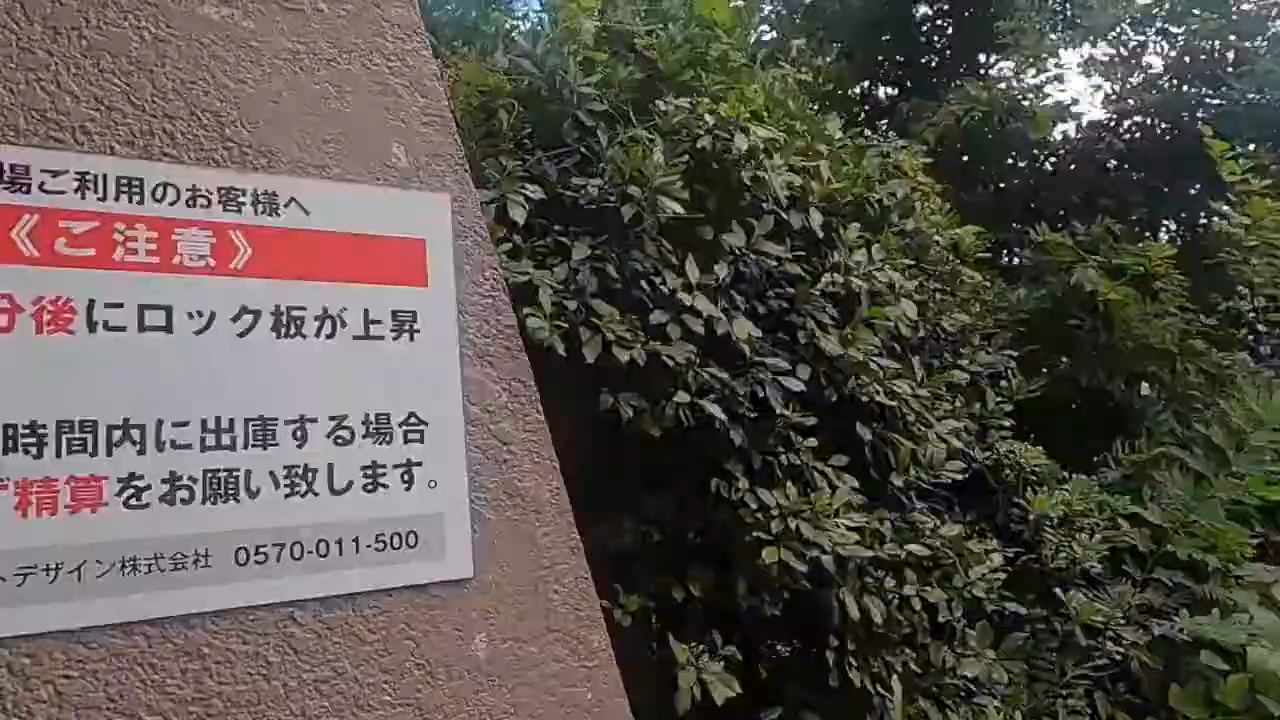 場ご利用のお客様へ
《ご注意》
分後にロック板が上昇
時間内に出庫する場合
ず精算をお願い致します。
トデザイン株式会社 0570-011-500